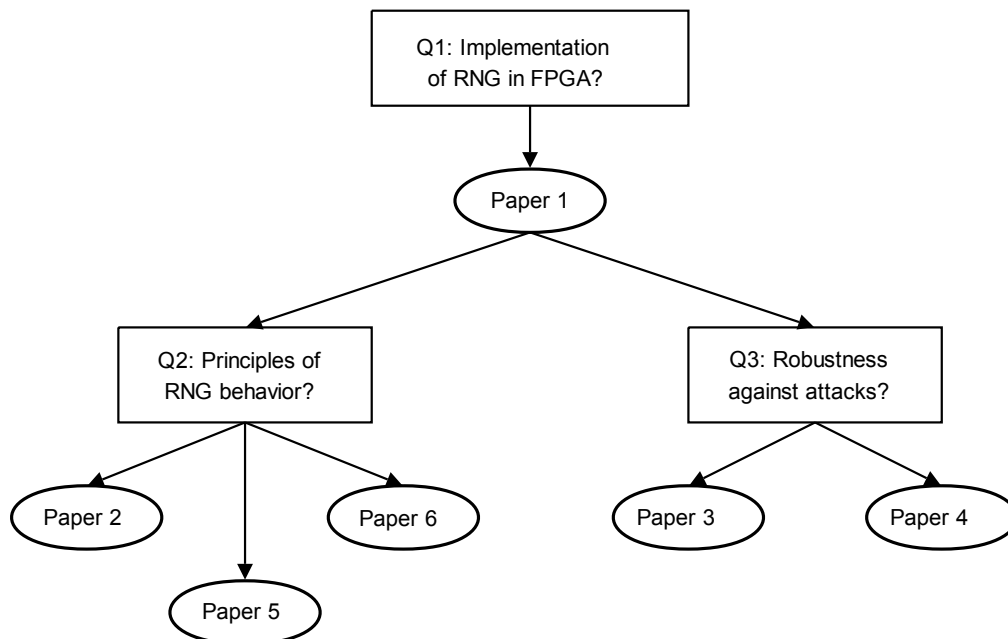 Q1: Implementation
of RNG in FPGA?
Paper 1
Q2: Principles of
RNG behavior?
Q3: Robustness
against attacks?
Paper 2
Paper 6
Paper 3
Paper 4
Paper 5